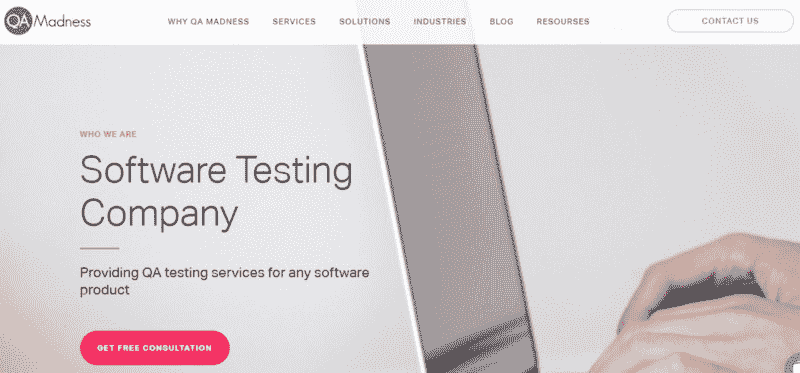 QA Madness
WHY QA MADNESS SERVICES SOLUTIONS INDUSTRIES BLOG RESOURSES CONTACT US
WHO WE ARE
Software Testing
Company
Providing QA testing services for any software
product
GET FREE CONSULTATION